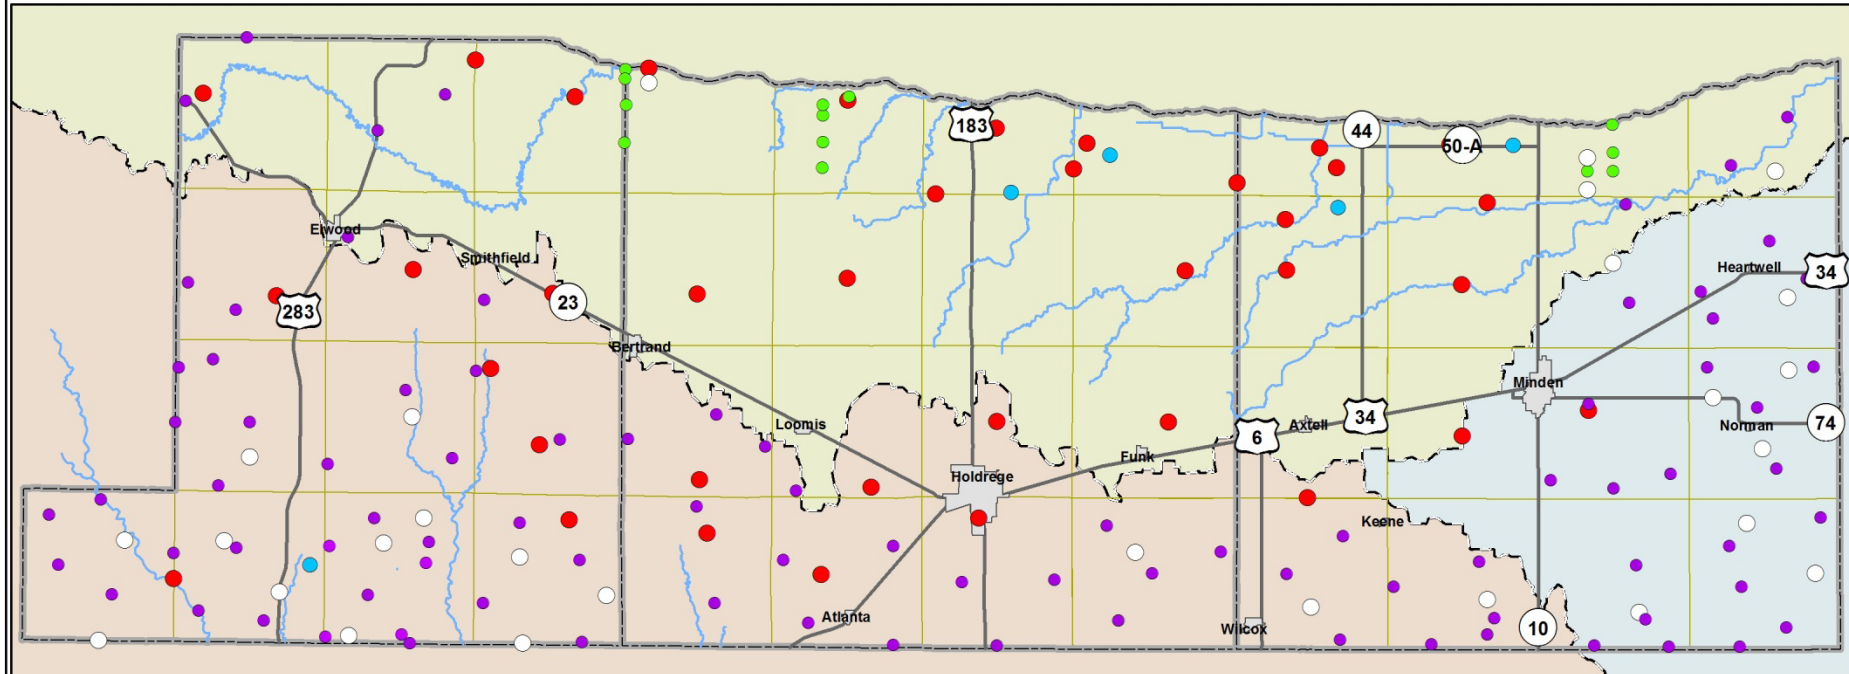 183
44
50-A
Elwood
Smithfield
Heartwell
34
23
283
Bertrand
Minden
Loomis
Axtell
34
Norman
74
6
Funk
Holdrege
Keene
Atlanta
Wilcox
10